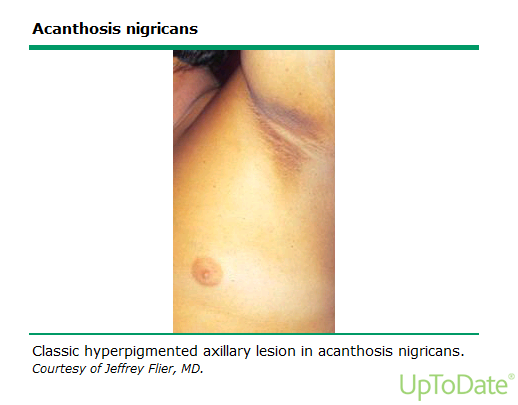 Acanthosis nigricans
Classic hyperpigmented axillary lesion in acanthosis nigricans.
Courtesy of Jeffrey Flier, MD.
UpToDate®